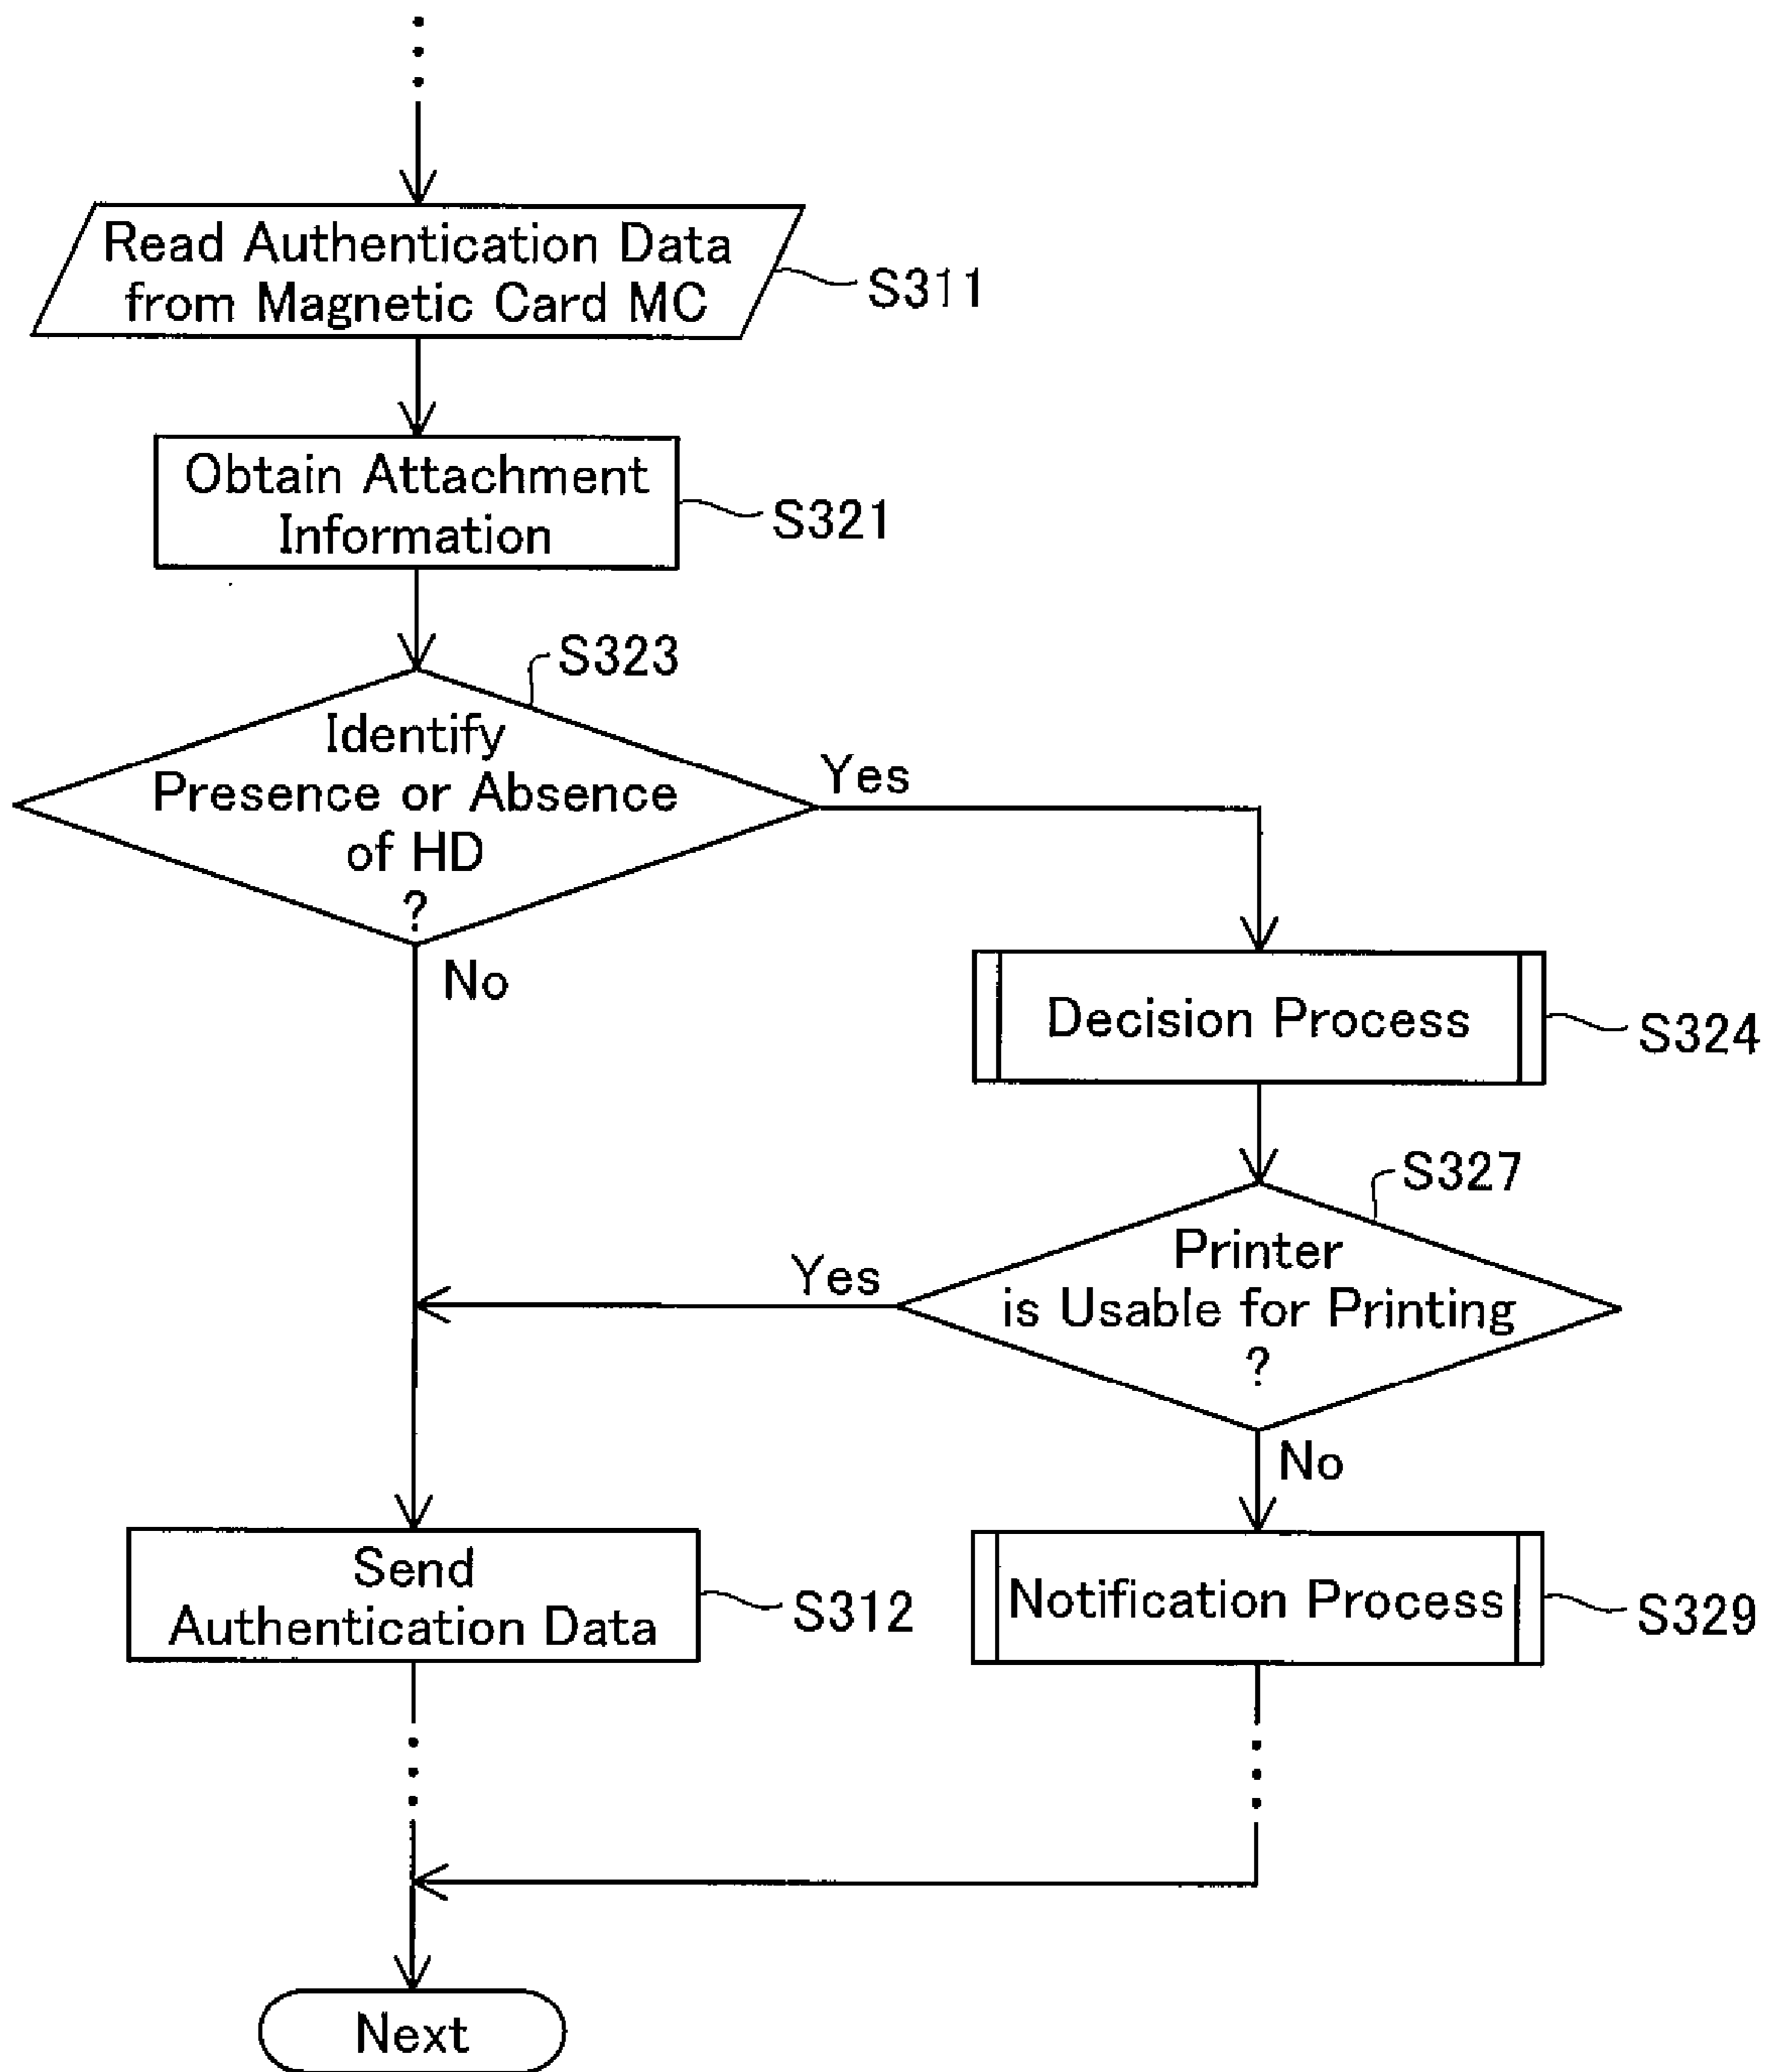 Read Authentication Data
from Magnetic Card MC
S311
Obtain Attachment
Information
S321
S323
Identify
Presence or Absence
of HD
?
Yes
No
Decision Process
S324
S327
Printer
is Usable for Printing
?
Yes
No
Send
Authentication Data
S312
Notification Process
S329
Next